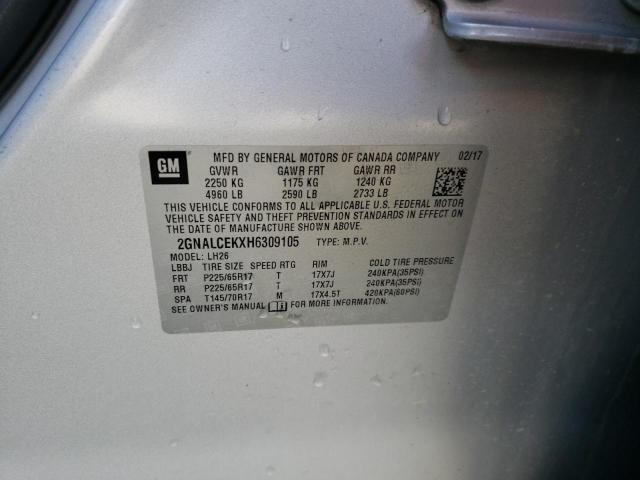 GM
MFD BY GENERAL MOTORS OF CANADA COMPANY 02/17
GVWR GAWR FRT GAWR RR
2250 KG 1175 KG 1240 KG
4960 LB 2590 LB 2733 LB
THIS VEHICLE CONFORMS TO ALL APPLICABLE U.S. FEDERAL MOTOR
VEHICLE SAFETY AND THEFT PREVENTION STANDARDS IN EFFECT ON
THE DATE OF MANUFACTURE SHOWN ABOVE.
2GNALCEKXH6309105 TYPE: M.P.V.
MODEL: LH26
LBBJ TIRE SIZE SPEED RTG RIM COLD TIRE PRESSURE
FRT P225/65R17 T 17X7J 240KPA(35PSI)
RR P225/65R17 T 17X7J 240KPA(35PSI)
SPA T145/70R17 M 17X4.5T 420KPA(60PSI)
SEE OWNER'S MANUAL FOR MORE INFORMATION.